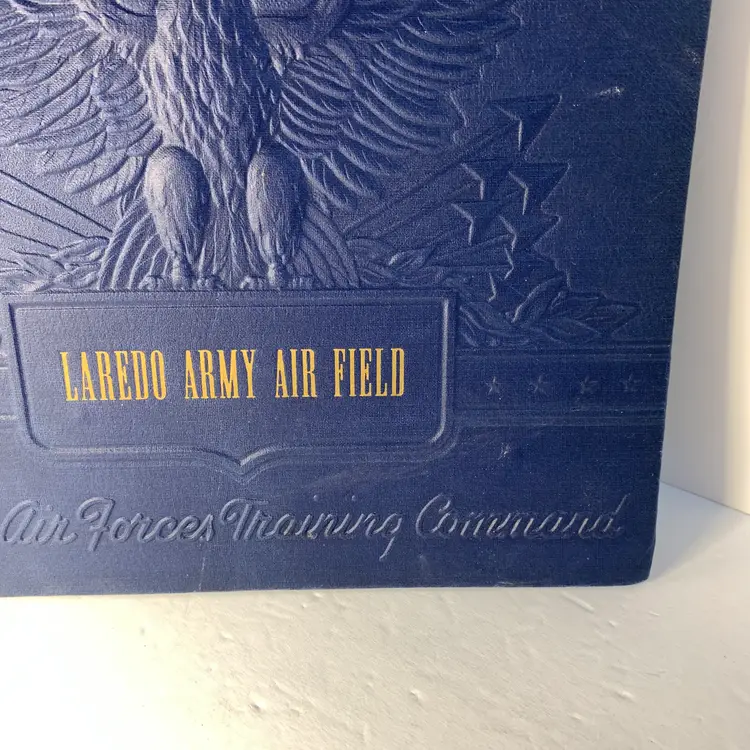 LAREDO ARMY AIR FIELD
Air Forces Training Command